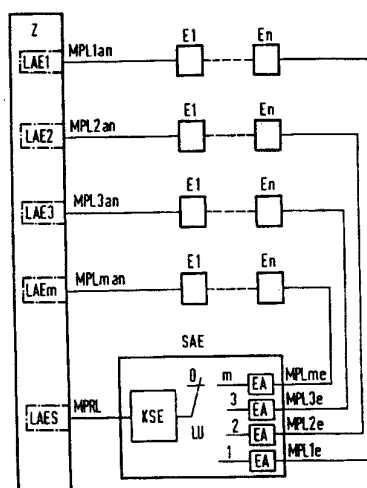 Z
LAE1 MPL1an E1 En
LAE2 MPL2an E1 En
LAE3 MPL3an E1 En
LAEm MPLman E1 En
SAE
0 m EA MPLme
3 EA MPL3e
LAES MPRL KSE
LU 2 EA MPL2e
1 EA MPL1e